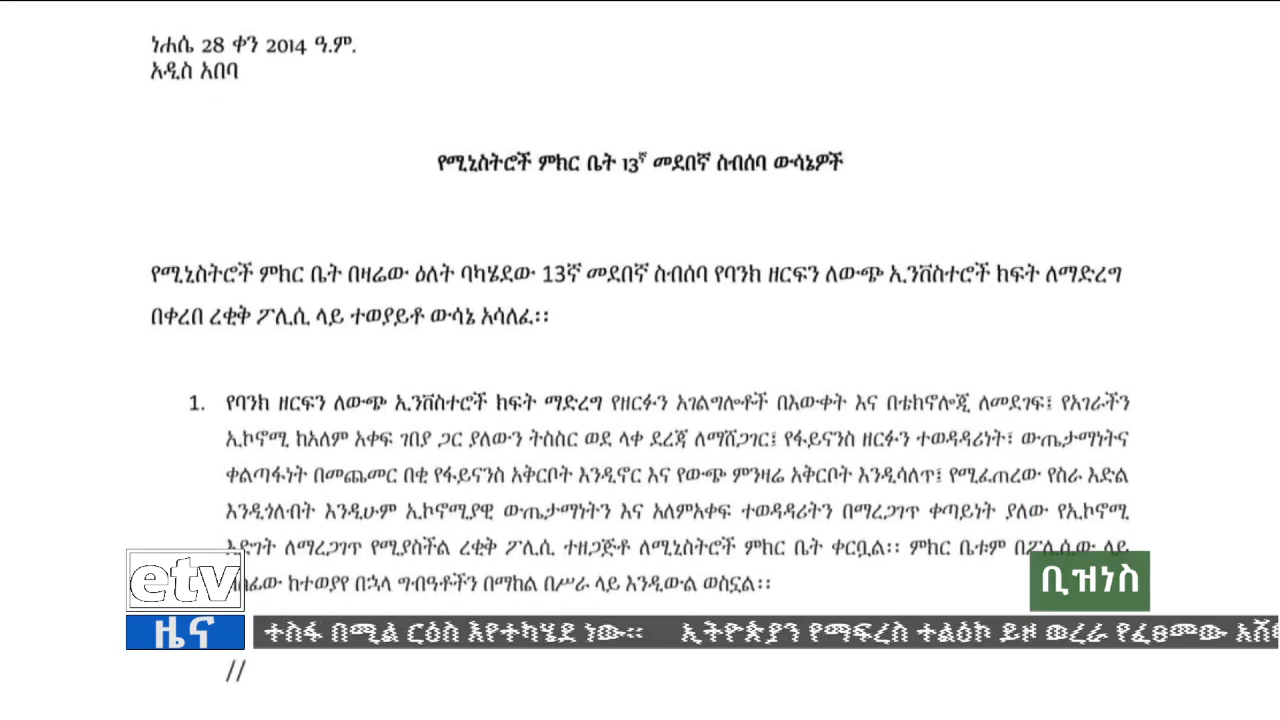 ነሐሴ 28 ቀን 2014 ዓ.ም.
አዲስ አበባ
የሚኒስትሮች ምክር ቤት 13ኛ መደበኛ ስብሰባ ውሳኔዎች
የሚኒስትሮች ምክር ቤት በዛሬው ዕለት ባካሄደው 13ኛ መደበኛ ስብሰባ የባንክ ዘርፍን ለውጭ ኢንቨስተሮች ክፍት ለማድረግ
በቀረበ ረቂቅ ፖሊሲ ላይ ተወያይቶ ውሳኔ አሳለፈ፡፡
1. የባንክ ዘርፍን ለውጭ ኢንቨስተሮች ክፍት ማድረግ የዘርፉን አገልግሎቶች በእውቀት እና በቴክኖሎጂ ለመደገፍ፤ የአገራችን
ኢኮኖሚ ከአለም አቀፍ ገበያ ጋር ያለውን ትስስር ወደ ላቀ ደረጃ ለማሸጋገር፤ የፋይናንስ ዘርፉን ተወዳዳሪነት፣ ውጤታማነትና
ቀልጣፋነት በመጨመር በቂ የፋይናንስ አቅርቦት እንዲኖር እና የውጭ ምንዛሬ አቅርቦት እንዲሳለጥ፤ የሚፈጠረው የስራ እድል
እንዲጎለብት እንዲሁም ኢኮኖሚያዊ ውጤታማነትን እና አለምአቀፍ ተወዳዳሪትን በማረጋገጥ ቀጣይነት ያለው የኢኮኖሚ
እድገት ለማረጋገጥ የሚያስችል ረቂቅ ፖሊሲ ተዘጋጅቶ ለሚኒስትሮች ምክር ቤት ቀርቧል፡፡ ምክር ቤቱም በፖሊሲው ላይ
ከተወያየ በኋላ ግብዓቶችን በማከል በሥራ ላይ እንዲውል ወስኗል፡፡
etv
ቢዝነስ
ዜና
ተስፋ በሚል ርዕስ እየተካሄደ ነው። ኢትዮጵያን የማፍረስ ተልዕኮ ይዞ ወረራ የፈፀመው
//